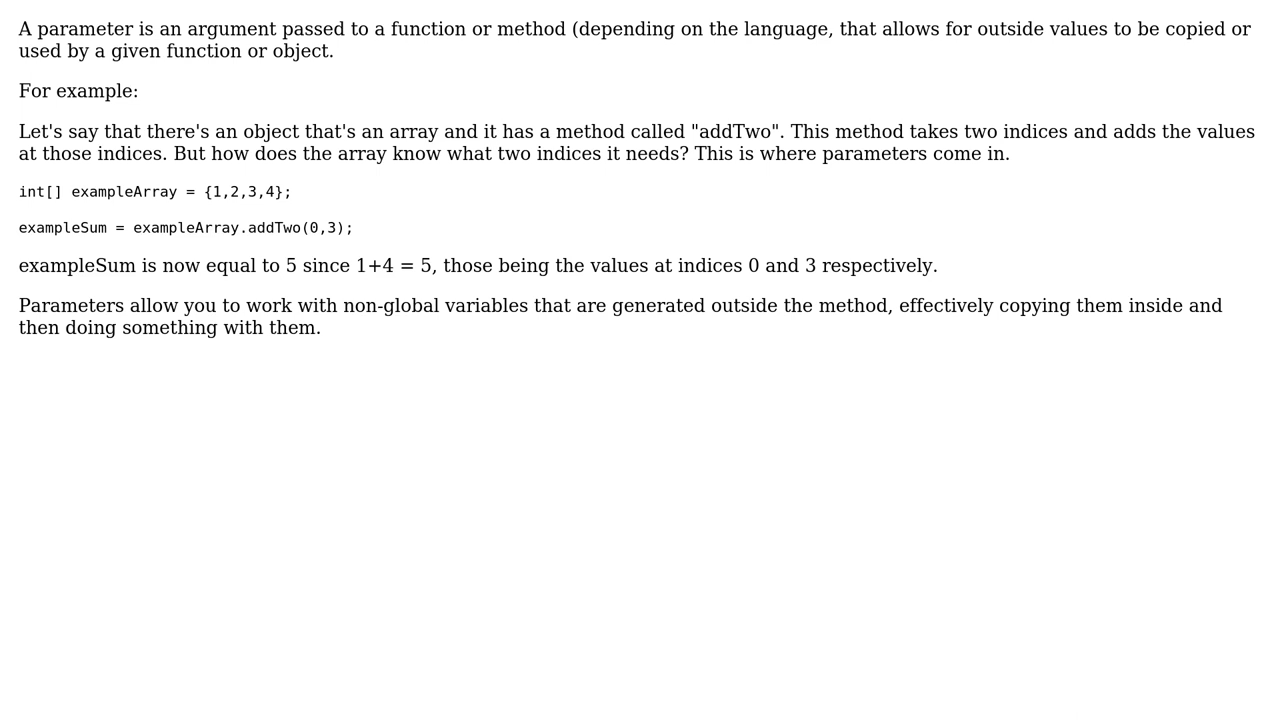 A parameter is an argument passed to a function or method (depending on the language, that allows for outside values to be copied or
used by a given function or object.
For example:
Let's say that there's an object that's an array and it has a method called "addTwo". This method takes two indices and adds the values
at those indices. But how does the array know what two indices it needs? This is where parameters come in.
int[] exampleArray = {1,2,3,4};
exampleSum = exampleArray.addTwo(0,3);
exampleSum is now equal to 5 since 1+4 = 5, those being the values at indices 0 and 3 respectively.
Parameters allow you to work with non-global variables that are generated outside the method, effectively copying them inside and
then doing something with them.